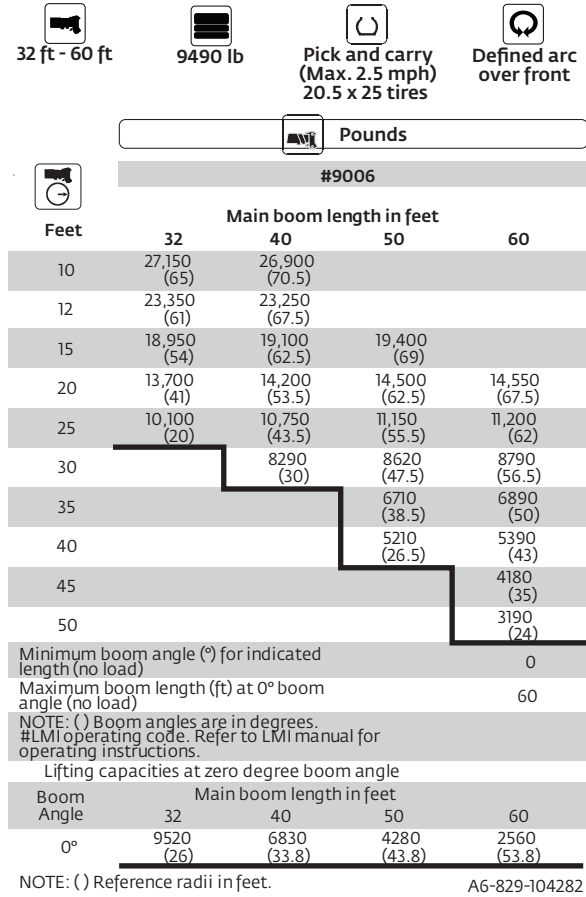 32 ft - 60 ft 9490 lb Pick and carry Defined arc
(Max. 2.5 mph) over front
20.5 x 25 tires
Pounds
#9006
Feet Main boom length in feet
32 40 50 60
10 27,150 (65) 26,900 (70.5)
12 23,350 (61) 23,250 (67.5)
15 18,950 (54) 19,100 (62.5) 19,400 (69)
20 13,700 (41) 14,200 (53.5) 14,500 (62.5) 14,550 (67.5)
25 10,100 (20) 10,750 (43.5) 11,150 (55.5) 11,200 (62)
30 8290 (30) 8620 (47.5) 8790 (56.5)
35 6710 (38.5) 6890 (50)
40 5210 (26.5) 5390 (43)
45 4180 (35)
50 3190 (24)
Minimum boom angle (º) for indicated
length (no load) 0
Maximum boom length (ft) at 0º boom
angle (no load) 60
NOTE: ( ) Boom angles are in degrees.
#LMI operating code. Refer to LMI manual for
operating instructions.
Lifting capacities at zero degree boom angle
Boom Angle Main boom length in feet
32 40 50 60
0º 9520 (26) 6830 (33.8) 4280 (43.8) 2560 (53.8)
NOTE: ( ) Reference radii in feet. A6-829-104282